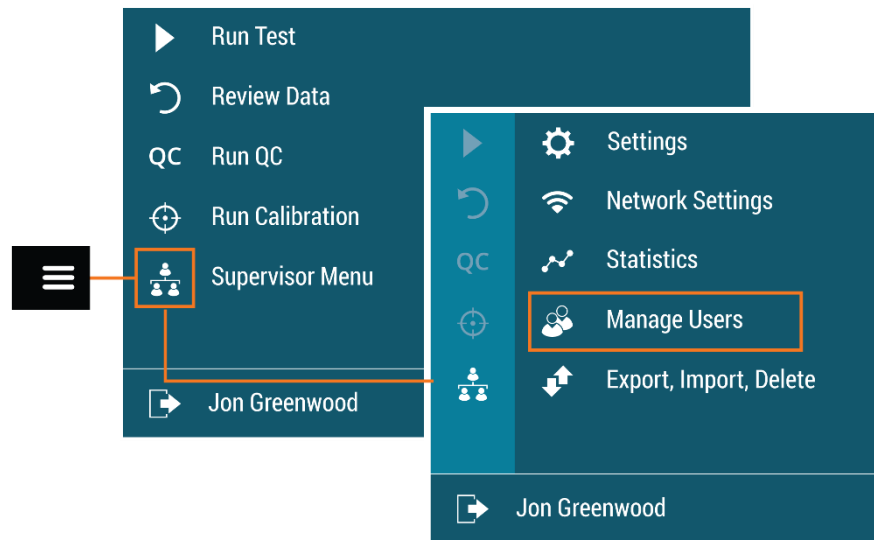 Run Test
Review Data
QC Run QC
Run Calibration
Supervisor Menu
Jon Greenwood
Settings
Network Settings
QC
Statistics
Manage Users
Export, Import, Delete
Jon Greenwood